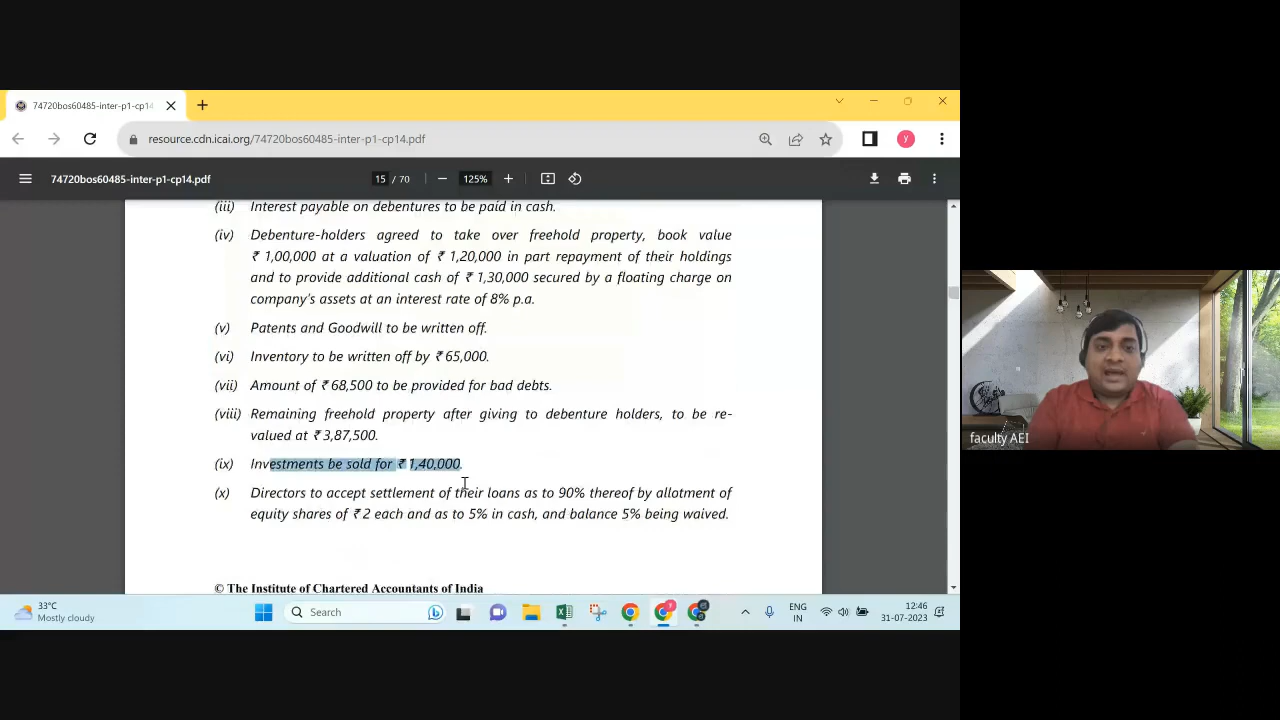 74720bos60485-inter-p1-cp14
resource.cdn.icai.org/74720bos60485-inter-p1-cp14.pdf
y
74720bos60485-inter-p1-cp14.pdf
15 / 70
125%
(iii) Interest payable on debentures to be paid in cash.
(iv) Debenture-holders agreed to take over freehold property, book value
₹ 1,00,000 at a valuation of ₹ 1,20,000 in part repayment of their holdings
and to provide additional cash of ₹ 1,30,000 secured by a floating charge on
company's assets at an interest rate of 8% p.a.
(v) Patents and Goodwill to be written off.
(vi) Inventory to be written off by ₹ 65,000.
(vii) Amount of ₹ 68,500 to be provided for bad debts.
(viii) Remaining freehold property after giving to debenture holders, to be re-
valued at ₹ 3,87,500.
(ix) Investments be sold for ₹ 1,40,000.
(x) Directors to accept settlement of their loans as to 90% thereof by allotment of
equity shares of ₹ 2 each and as to 5% in cash, and balance 5% being waived.
© The Institute of Chartered Accountants of India
faculty AEI
33°C
Mostly cloudy
Search
ENG
IN
12:46
31-07-2023